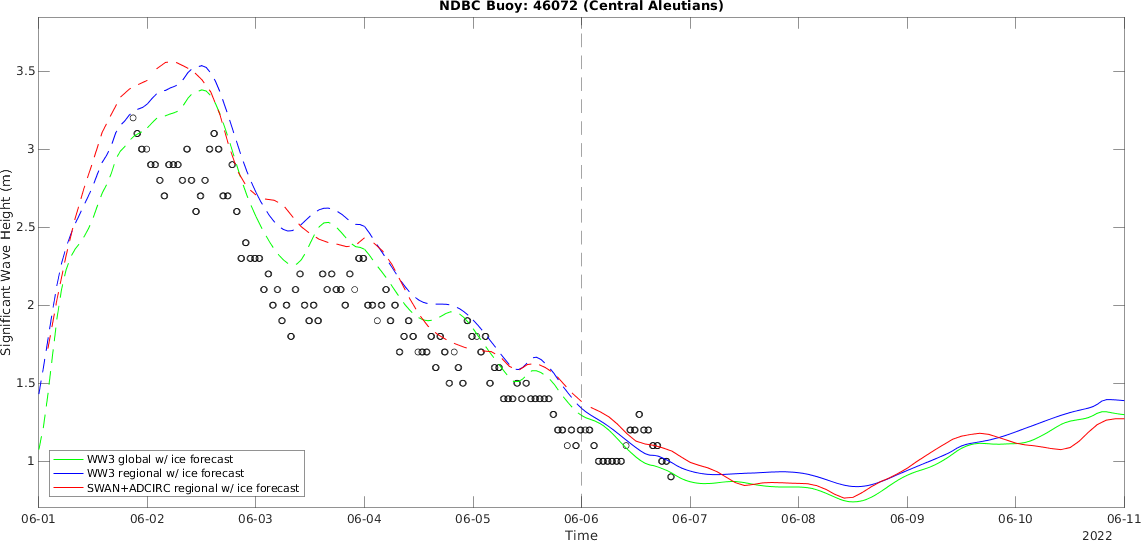 NDBC Buoy: 46072 (Central Aleutians)
3.5
3
2.5
2
1.5
1
Significant Wave Height (m)
WW3 global w/ ice forecast
WW3 regional w/ ice forecast
SWAN+ADCIRC regional w/ ice forecast
06-01 06-02 06-03 06-04 06-05 06-06 06-07 06-08 06-09 06-10 06-11
Time
2022